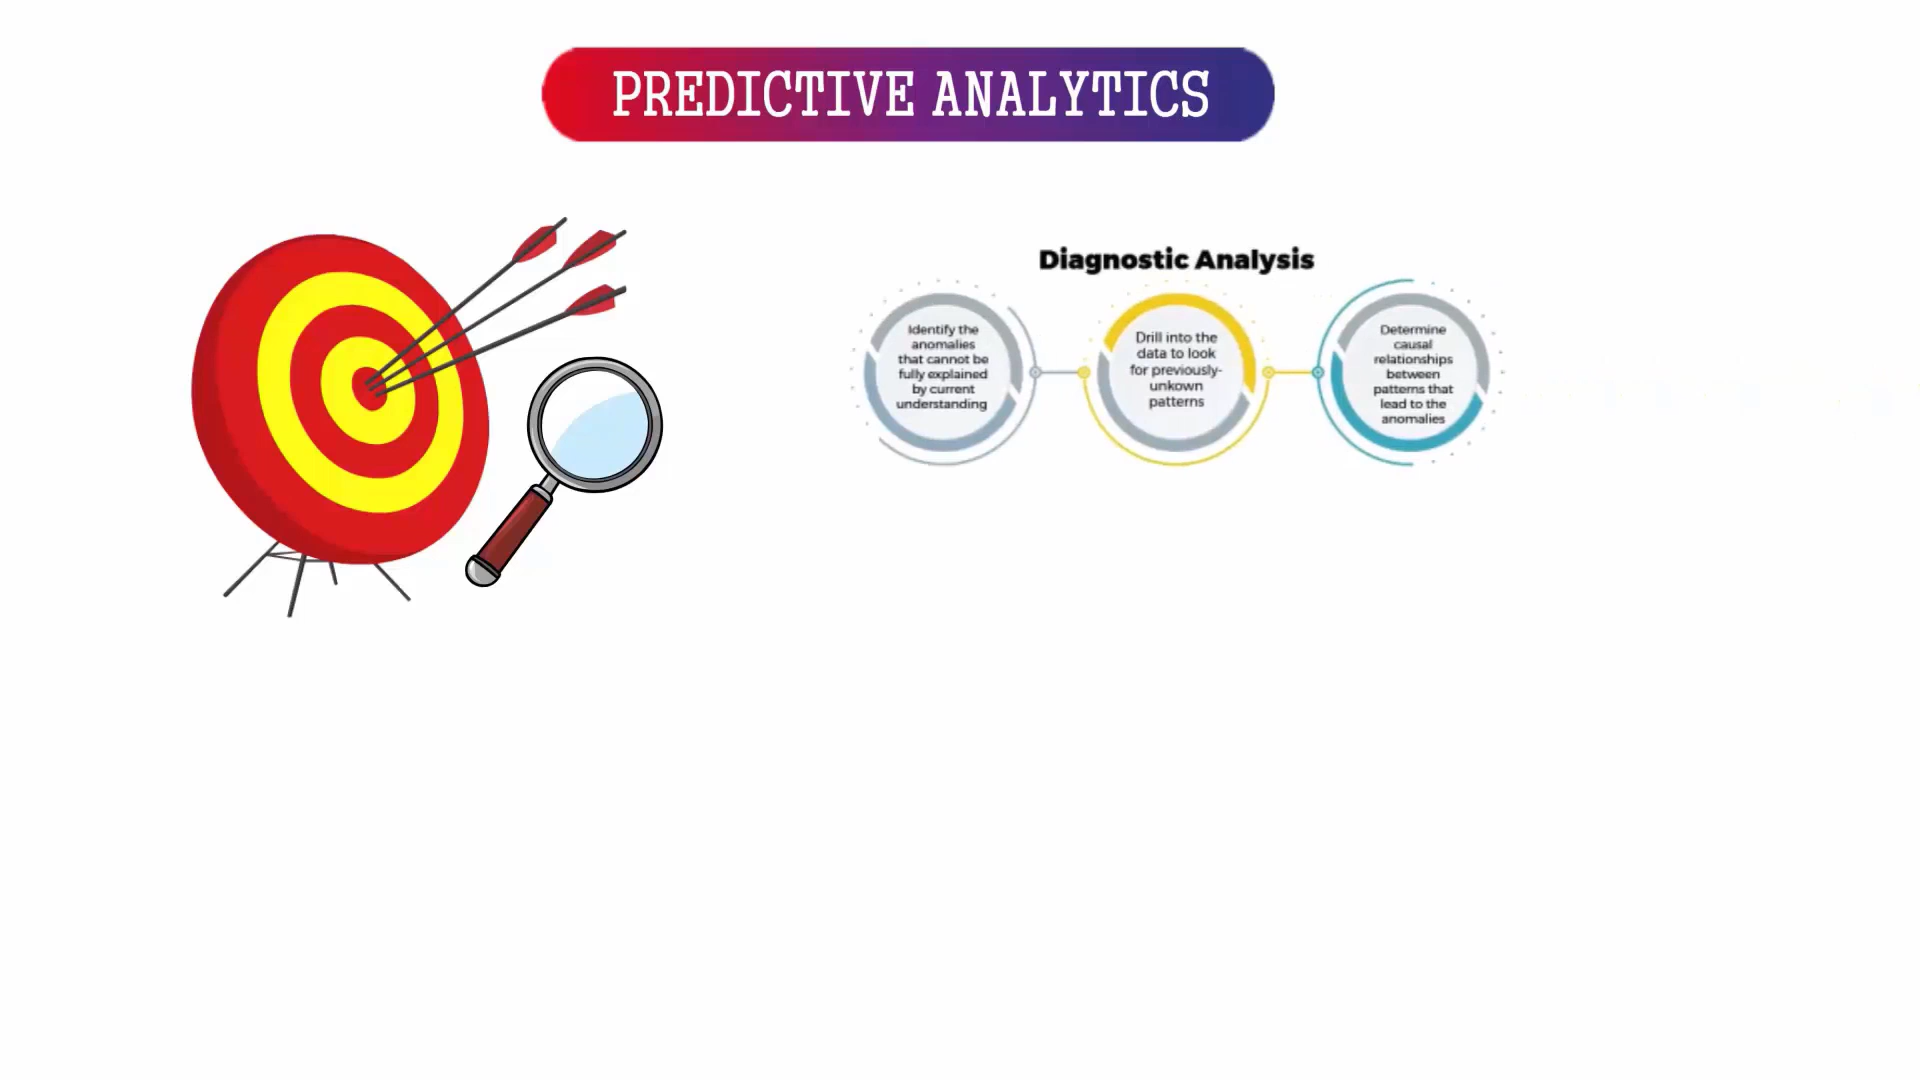 PREDICTIVE ANALYTICS
Diagnostic Analysis
Identify the
anomalies
that cannot be
fully explained
by current
understanding
Drill into the
data to look
for previously-
unkown
patterns
Determine
causal
relationships
between
patterns that
lead to the
anomalies